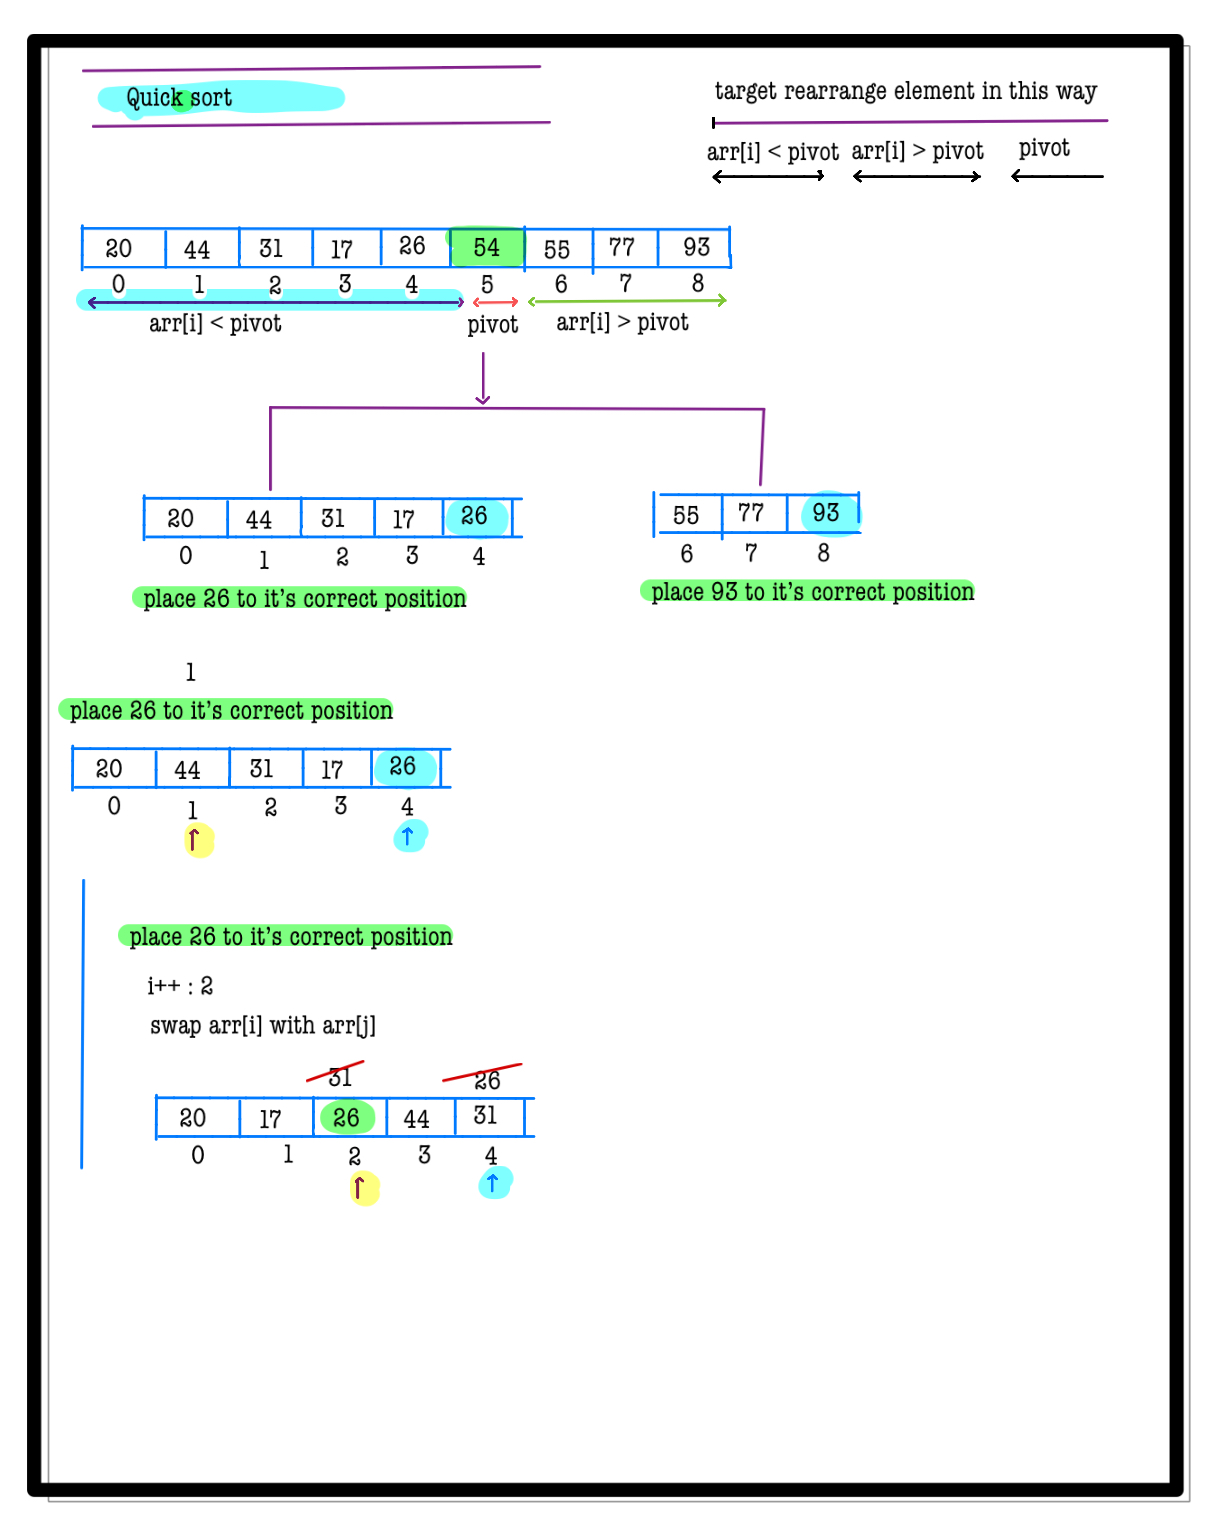 Quick sort
target rearrange element in this way
arr[i] < pivot arr[i] > pivot pivot
20 44 31 17 26 54 55 77 93
0 1 2 3 4 5 6 7 8
arr[i] < pivot pivot arr[i] > pivot
20 44 31 17 26
0 1 2 3 4
place 26 to it's correct position
55 77 93
6 7 8
place 93 to it's correct position
1
place 26 to it's correct position
20 44 31 17 26
0 1 2 3 4
place 26 to it's correct position
i++ : 2
swap arr[i] with arr[j]
31 26
20 17 26 44 31
0 1 2 3 4